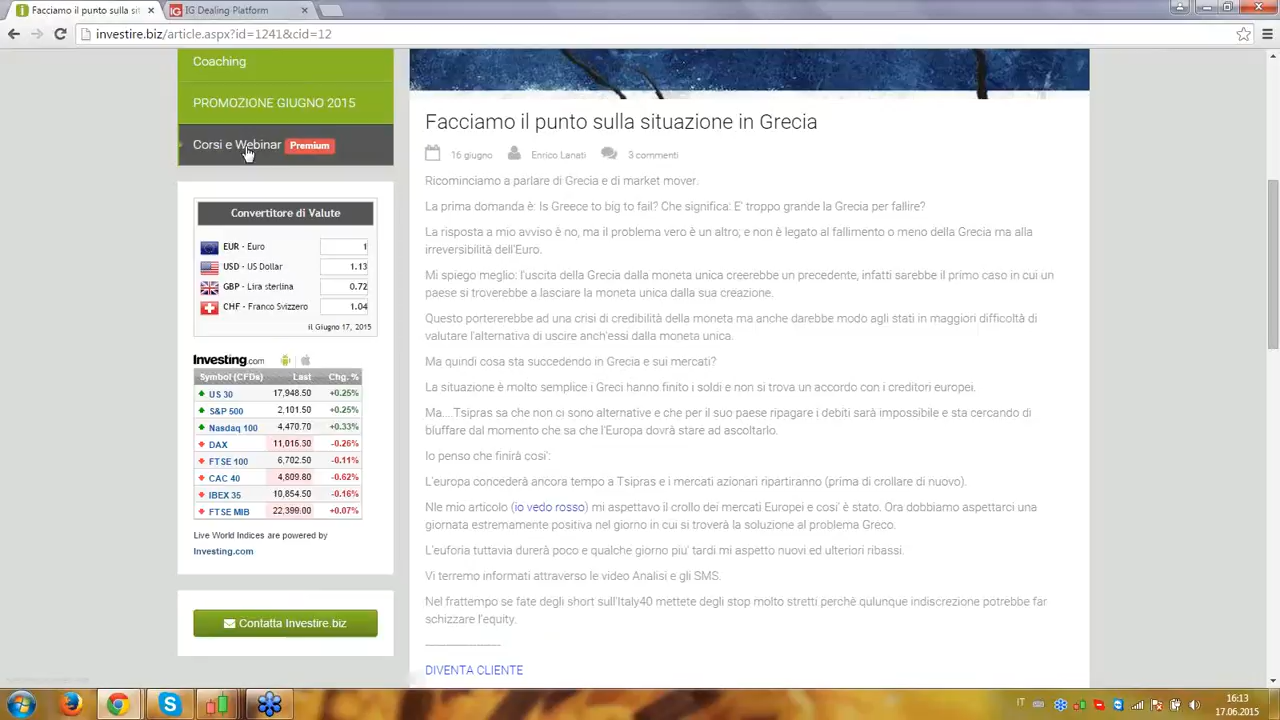 Facciamo il punto sulla sit
IG Dealing Platform
investire.biz/article.aspx?id=1241&cid=12
Coaching
PROMOZIONE GIUGNO 2015
Corsi e Webinar Premium
Convertitore di Valute
EUR - Euro 1
USD - US Dollar 1.13
GBP - Lira sterlina 0.72
CHF - Franco Svizzero 1.04
il Giugno 17, 2015
Investing.com
Symbol (CFDs) Last Chg. %
US 30 17,948.50 +0.25%
S&P 500 2,101.50 +0.25%
Nasdaq 100 4,470.70 +0.33%
DAX 11,015.30 -0.26%
FTSE 100 6,702.50 -0.11%
CAC 40 4,809.80 -0.62%
IBEX 35 10,854.50 -0.16%
FTSE MIB 22,399.00 +0.07%
Live World Indices are powered by
Investing.com
Contatta Investire.biz
Facciamo il punto sulla situazione in Grecia
16 giugno Enrico Lanati 3 commenti
Ricominciamo a parlare di Grecia e di market mover.
La prima domanda è: Is Greece to big to fail? Che significa: E' troppo grande la Grecia per fallire?
La risposta a mio avviso è no, ma il problema vero è un altro; e non è legato al fallimento o meno della Grecia ma alla
irreversibilità dell'Euro.
Mi spiego meglio: l'uscita della Grecia dalla moneta unica creerebbe un precedente, infatti sarebbe il primo caso in cui un
paese si troverebbe a lasciare la moneta unica dalla sua creazione.
Questo portererebbe ad una crisi di credibilità della moneta ma anche darebbe modo agli stati in maggiori difficoltà di
valutare l'alternativa di uscire anch'essi dalla moneta unica.
Ma quindi cosa sta succedendo in Grecia e sui mercati?
La situazione è molto semplice i Greci hanno finito i soldi e non si trova un accordo con i creditori europei.
Ma....Tsipras sa che non ci sono alternative e che per il suo paese ripagare i debiti sarà impossibile e sta cercando di
bluffare dal momento che sa che l'Europa dovrà stare ad ascoltarlo.
Io penso che finirà cosi':
L'europa concederà ancora tempo a Tsipras e i mercati azionari ripartiranno (prima di crollare di nuovo).
Nle mio articolo (io vedo rosso) mi aspettavo il crollo dei mercati Europei e cosi' è stato. Ora dobbiamo aspettarci una
giornata estremamente positiva nel giorno in cui si troverà la soluzione al problema Greco.
L'euforia tuttavia durerà poco e qualche giorno piu' tardi mi aspetto nuovi ed ulteriori ribassi.
Vi terremo informati attraverso le video Analisi e gli SMS.
Nel frattempo se fate degli short sull'Italy40 mettete degli stop molto stretti perchè qulunque indiscrezione potrebbe far
schizzare l'equity.
--------------------
DIVENTA CLIENTE
IT
16:13
17.06.2015